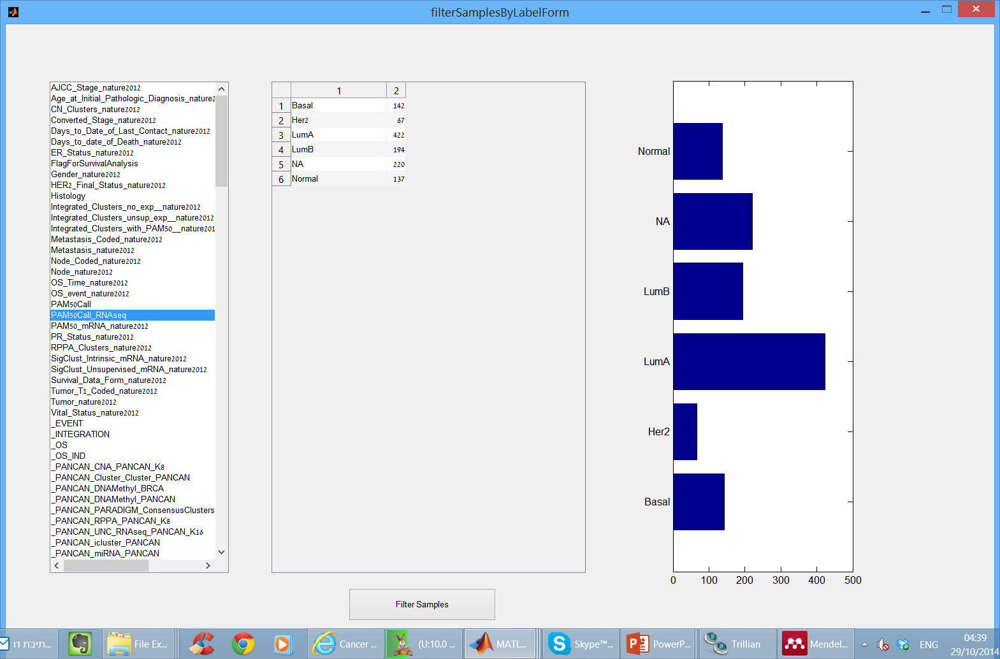 filterSamplesByLabelForm
AJCC_Stage_nature2012
Age_at_Initial_Pathologic_Diagnosis_nature2
CN_Clusters_nature2012
Converted_Stage_nature2012
Days_to_Date_of_Last_Contact_nature2012
Days_to_date_of_Death_nature2012
ER_Status_nature2012
FlagForSurvivalAnalysis
Gender_nature2012
HER2_Final_Status_nature2012
Histology
Integrated_Clusters_no_exp__nature2012
Integrated_Clusters_unsup_exp__nature2012
Integrated_Clusters_with_PAM50__nature201
Metastasis_Coded_nature2012
Metastasis_nature2012
Node_Coded_nature2012
Node_nature2012
OS_Time_nature2012
OS_event_nature2012
PAM50Call
PAM50Call_RNAseq
PAM50_mRNA_nature2012
PR_Status_nature2012
RPPA_Clusters_nature2012
SigClust_Intrinsic_mRNA_nature2012
SigClust_Unsupervised_mRNA_nature2012
Survival_Data_Form_nature2012
Tumor_T1_Coded_nature2012
Tumor_nature2012
Vital_Status_nature2012
_EVENT
_INTEGRATION
_OS
_OS_IND
_PANCAN_CNA_PANCAN_K8
_PANCAN_Cluster_Cluster_PANCAN
_PANCAN_DNAMethyl_BRCA
_PANCAN_DNAMethyl_PANCAN
_PANCAN_PARADIGM_ConsensusClusters
_PANCAN_RPPA_PANCAN_K8
_PANCAN_UNC_RNAseq_PANCAN_K16
_PANCAN_icluster_PANCAN
_PANCAN_miRNA_PANCAN
1 2
1 Basal 142
2 Her2 67
3 LumA 422
4 LumB 194
5 NA 220
6 Normal 137
Normal
NA
LumB
LumA
Her2
Basal
0 100 200 300 400 500
Filter Samples
תיבת דו...
File Ex...
Cancer ...
(U:10.0 ...
MATL...
Skype™...
PowerP...
Trillian
Mendel...
ENG
04:39
29/10/2014